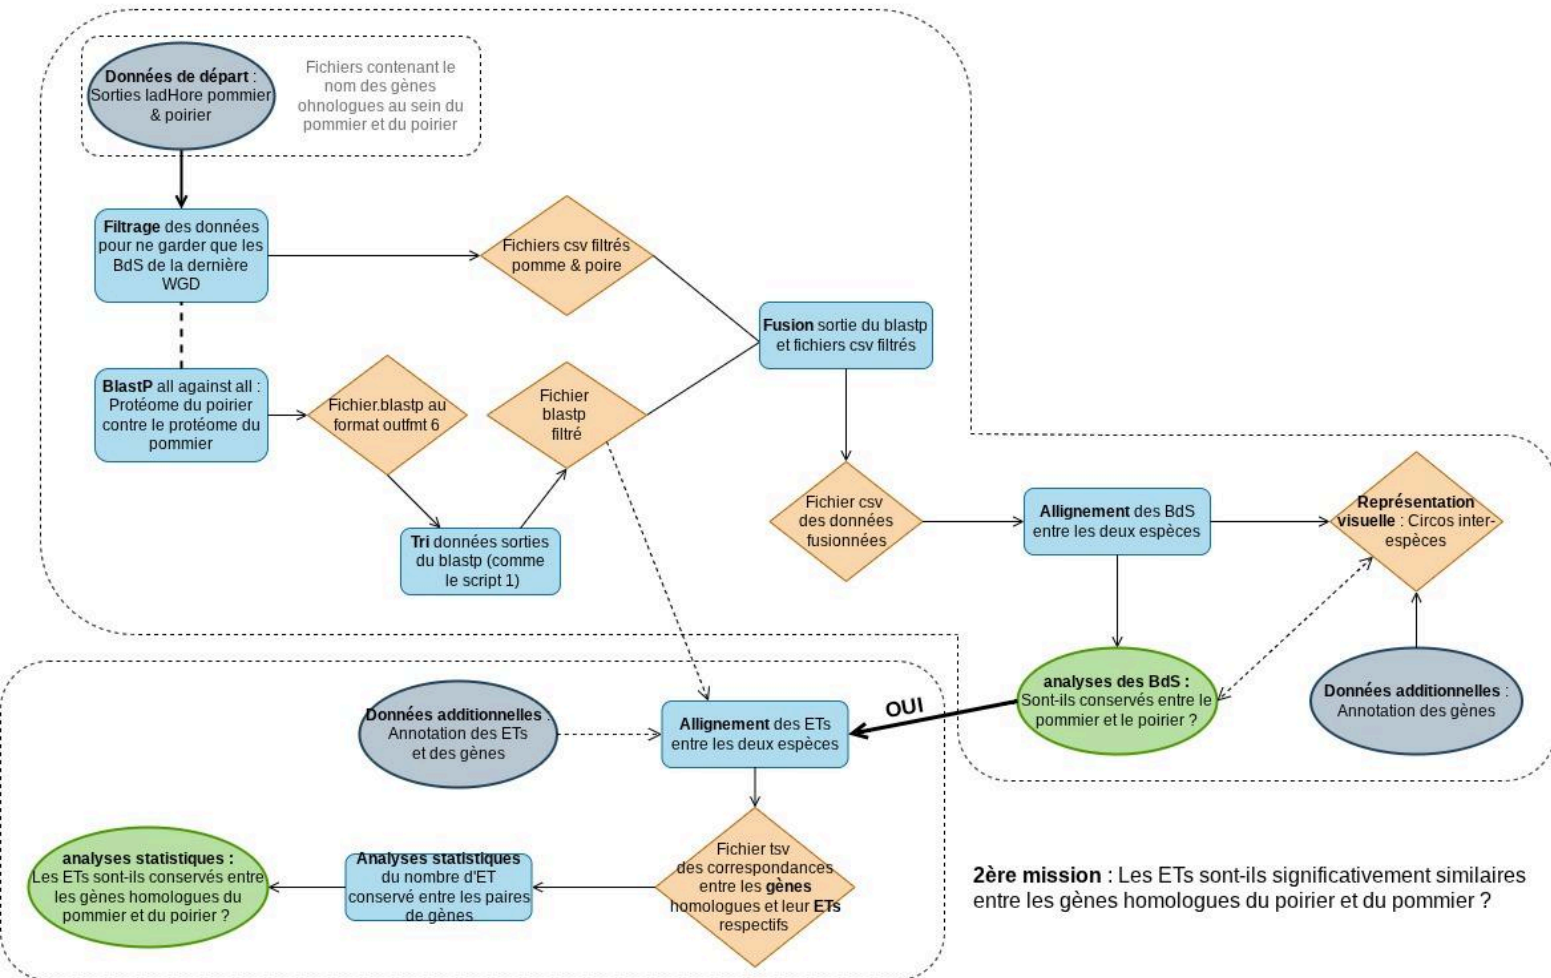 Données de départ :
Sorties IadHore pommier
& poirier
Fichiers contenant le
nom des gènes
ohnologues au sein du
pommier et du poirier
Filtrage des données
pour ne garder que les
BdS de la dernière
WGD
Fichiers csv filtrés
pomme & poire
Fusion sortie du blastp
et fichiers csv filtrés
BlastP all against all :
Protéome du poirier
contre le protéome du
pommier
Fichier.blastp au
format outfmt 6
Fichier
blastp
filtré
Tri données sorties
du blastp (comme
le script 1)
Fichier csv
des données
fusionnées
Allignement des BdS
entre les deux espèces
Représentation
visuelle : Circos inter-
espèces
analyses des BdS :
Sont-ils conservés entre le
pommier et le poirier ?
Données additionnelles :
Annotation des gènes
OUI
Données additionnelles :
Annotation des ETs
et des gènes
Allignement des ETs
entre les deux espèces
Fichier tsv
des correspondances
entre les gènes
homologues et leur ETs
respectifs
Analyses statistiques
du nombre d'ET
conservé entre les paires
de gènes
analyses statistiques :
Les ETs sont-ils conservés entre
les gènes homologues du
pommier et du poirier ?
2ère mission : Les ETs sont-ils significativement similaires
entre les gènes homologues du poirier et du pommier ?